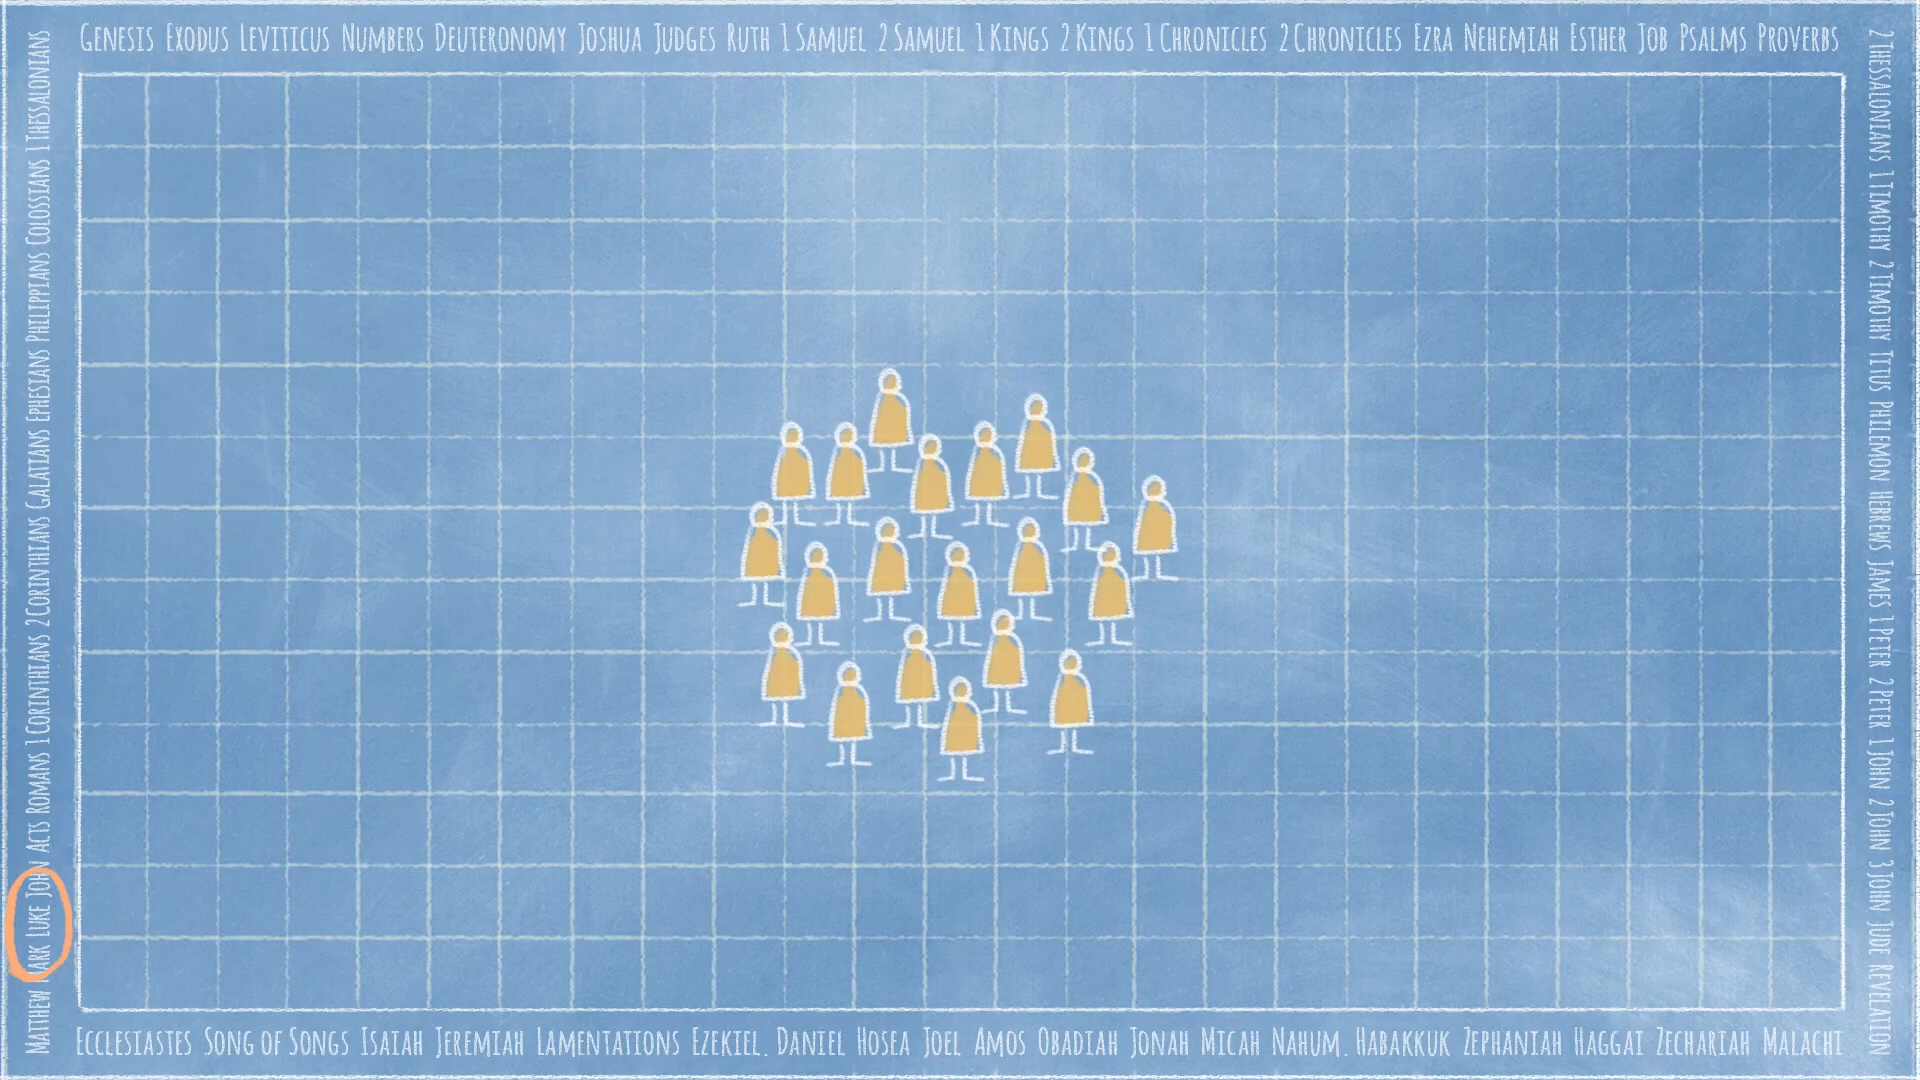 Genesis Exodus Leviticus Numbers Deuteronomy Joshua Judges Ruth 1 Samuel 2 Samuel 1 Kings 2 Kings 1 Chronicles 2 Chronicles Ezra Nehemiah Esther Job Psalms Proverbs
Ecclesiastes Song of Songs Isaiah Jeremiah Lamentations Ezekiel. Daniel Hosea Joel Amos Obadiah Jonah Micah Nahum. Habakkuk Zephaniah Haggai Zechariah Malachi
Matthew Mark Luke John Acts Romans 1 Corinthians 2 Corinthians Galatians Ephesians Philippians Colossians 1 Thessalonians
2 Thessalonians 1 Timothy 2 Timothy Titus Philemon Hebrews James 1 Peter 2 Peter 1 John 2 John 3 John Jude Revelation